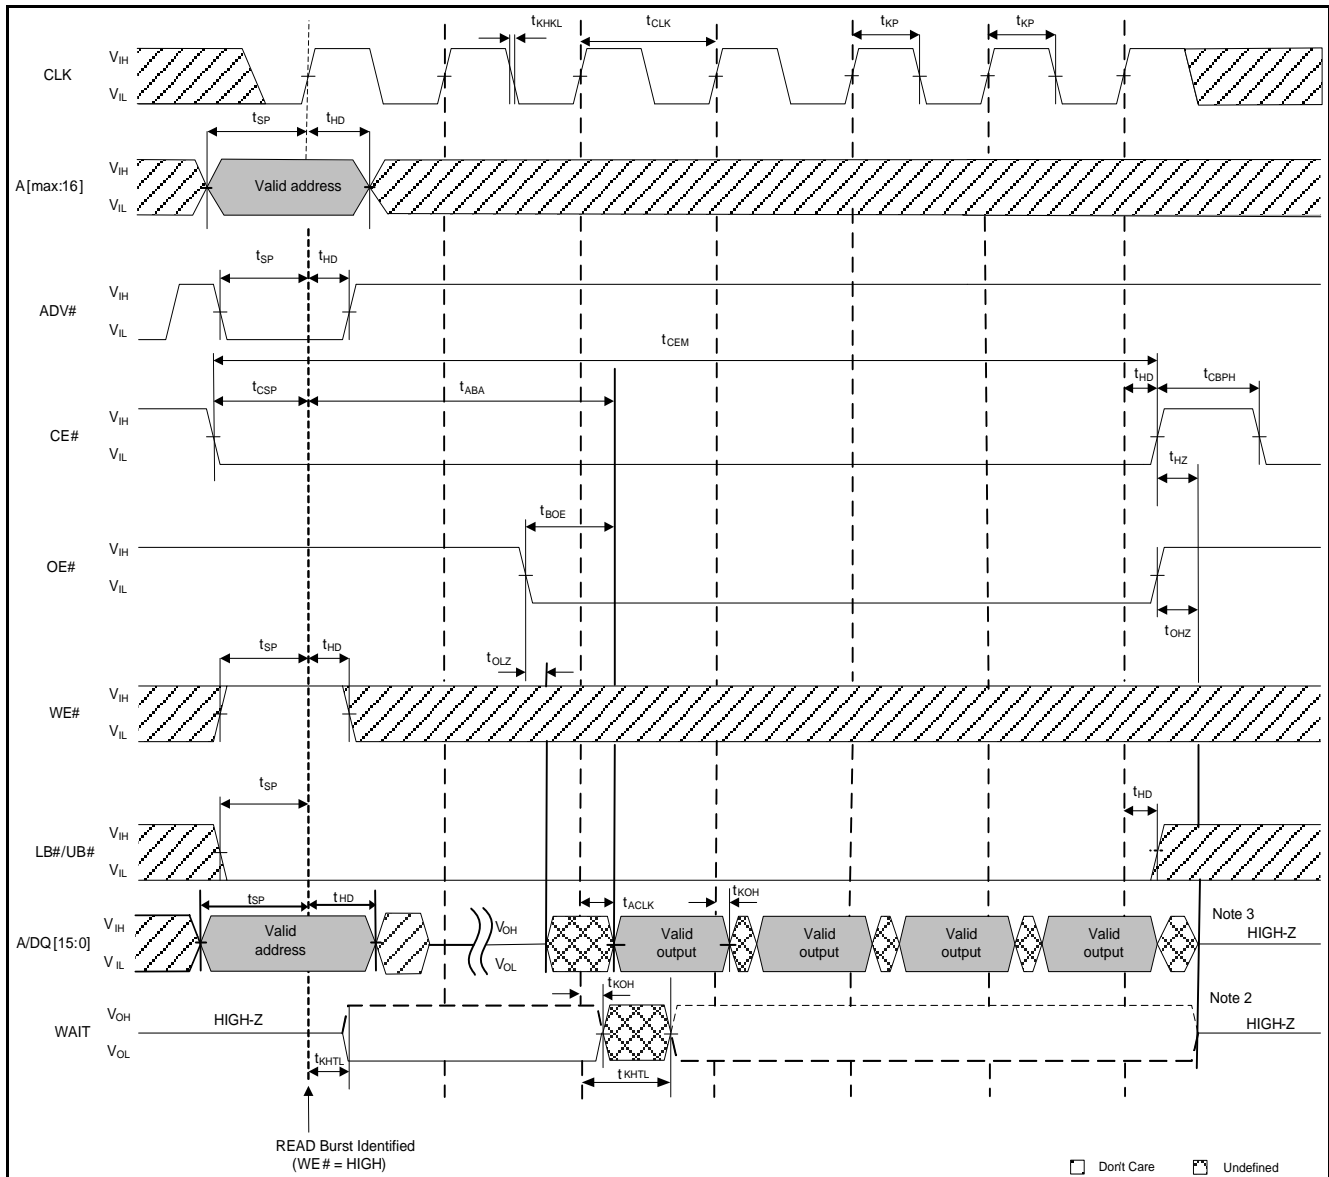 tKHKL
tCLK
tKP
tKP
CLK
VIH
VIL
tSP
tHD
A[max:16]
VIH
VIL
Valid address
tSP
tHD
ADV#
VIH
VIL
tCEM
tCSP
tABA
tHD
tCBPH
CE#
VIH
VIL
tHZ
tBOE
OE#
VIH
VIL
tOHZ
tSP
tHD
tOLZ
WE#
VIH
VIL
tSP
tHD
LB#/UB#
VIH
VIL
tSP
tHD
tACLK
tKOH
A/DQ[15:0]
VIH
VIL
Valid
address
VOH
VOL
Valid
output
Valid
output
Valid
output
Valid
output
Note 3
HIGH-Z
tKOH
WAIT
VOH
VOL
HIGH-Z
tKHTL
tKHTL
Note 2
HIGH-Z
READ Burst Identified
(WE# = HIGH)
Don't Care
Undefined